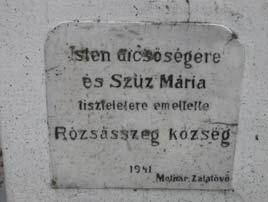 Isten dicsőségére
és Szűz Mária
tiszteletére emeltette
Rózsásszeg község
1941
Molnár, Zalalövő